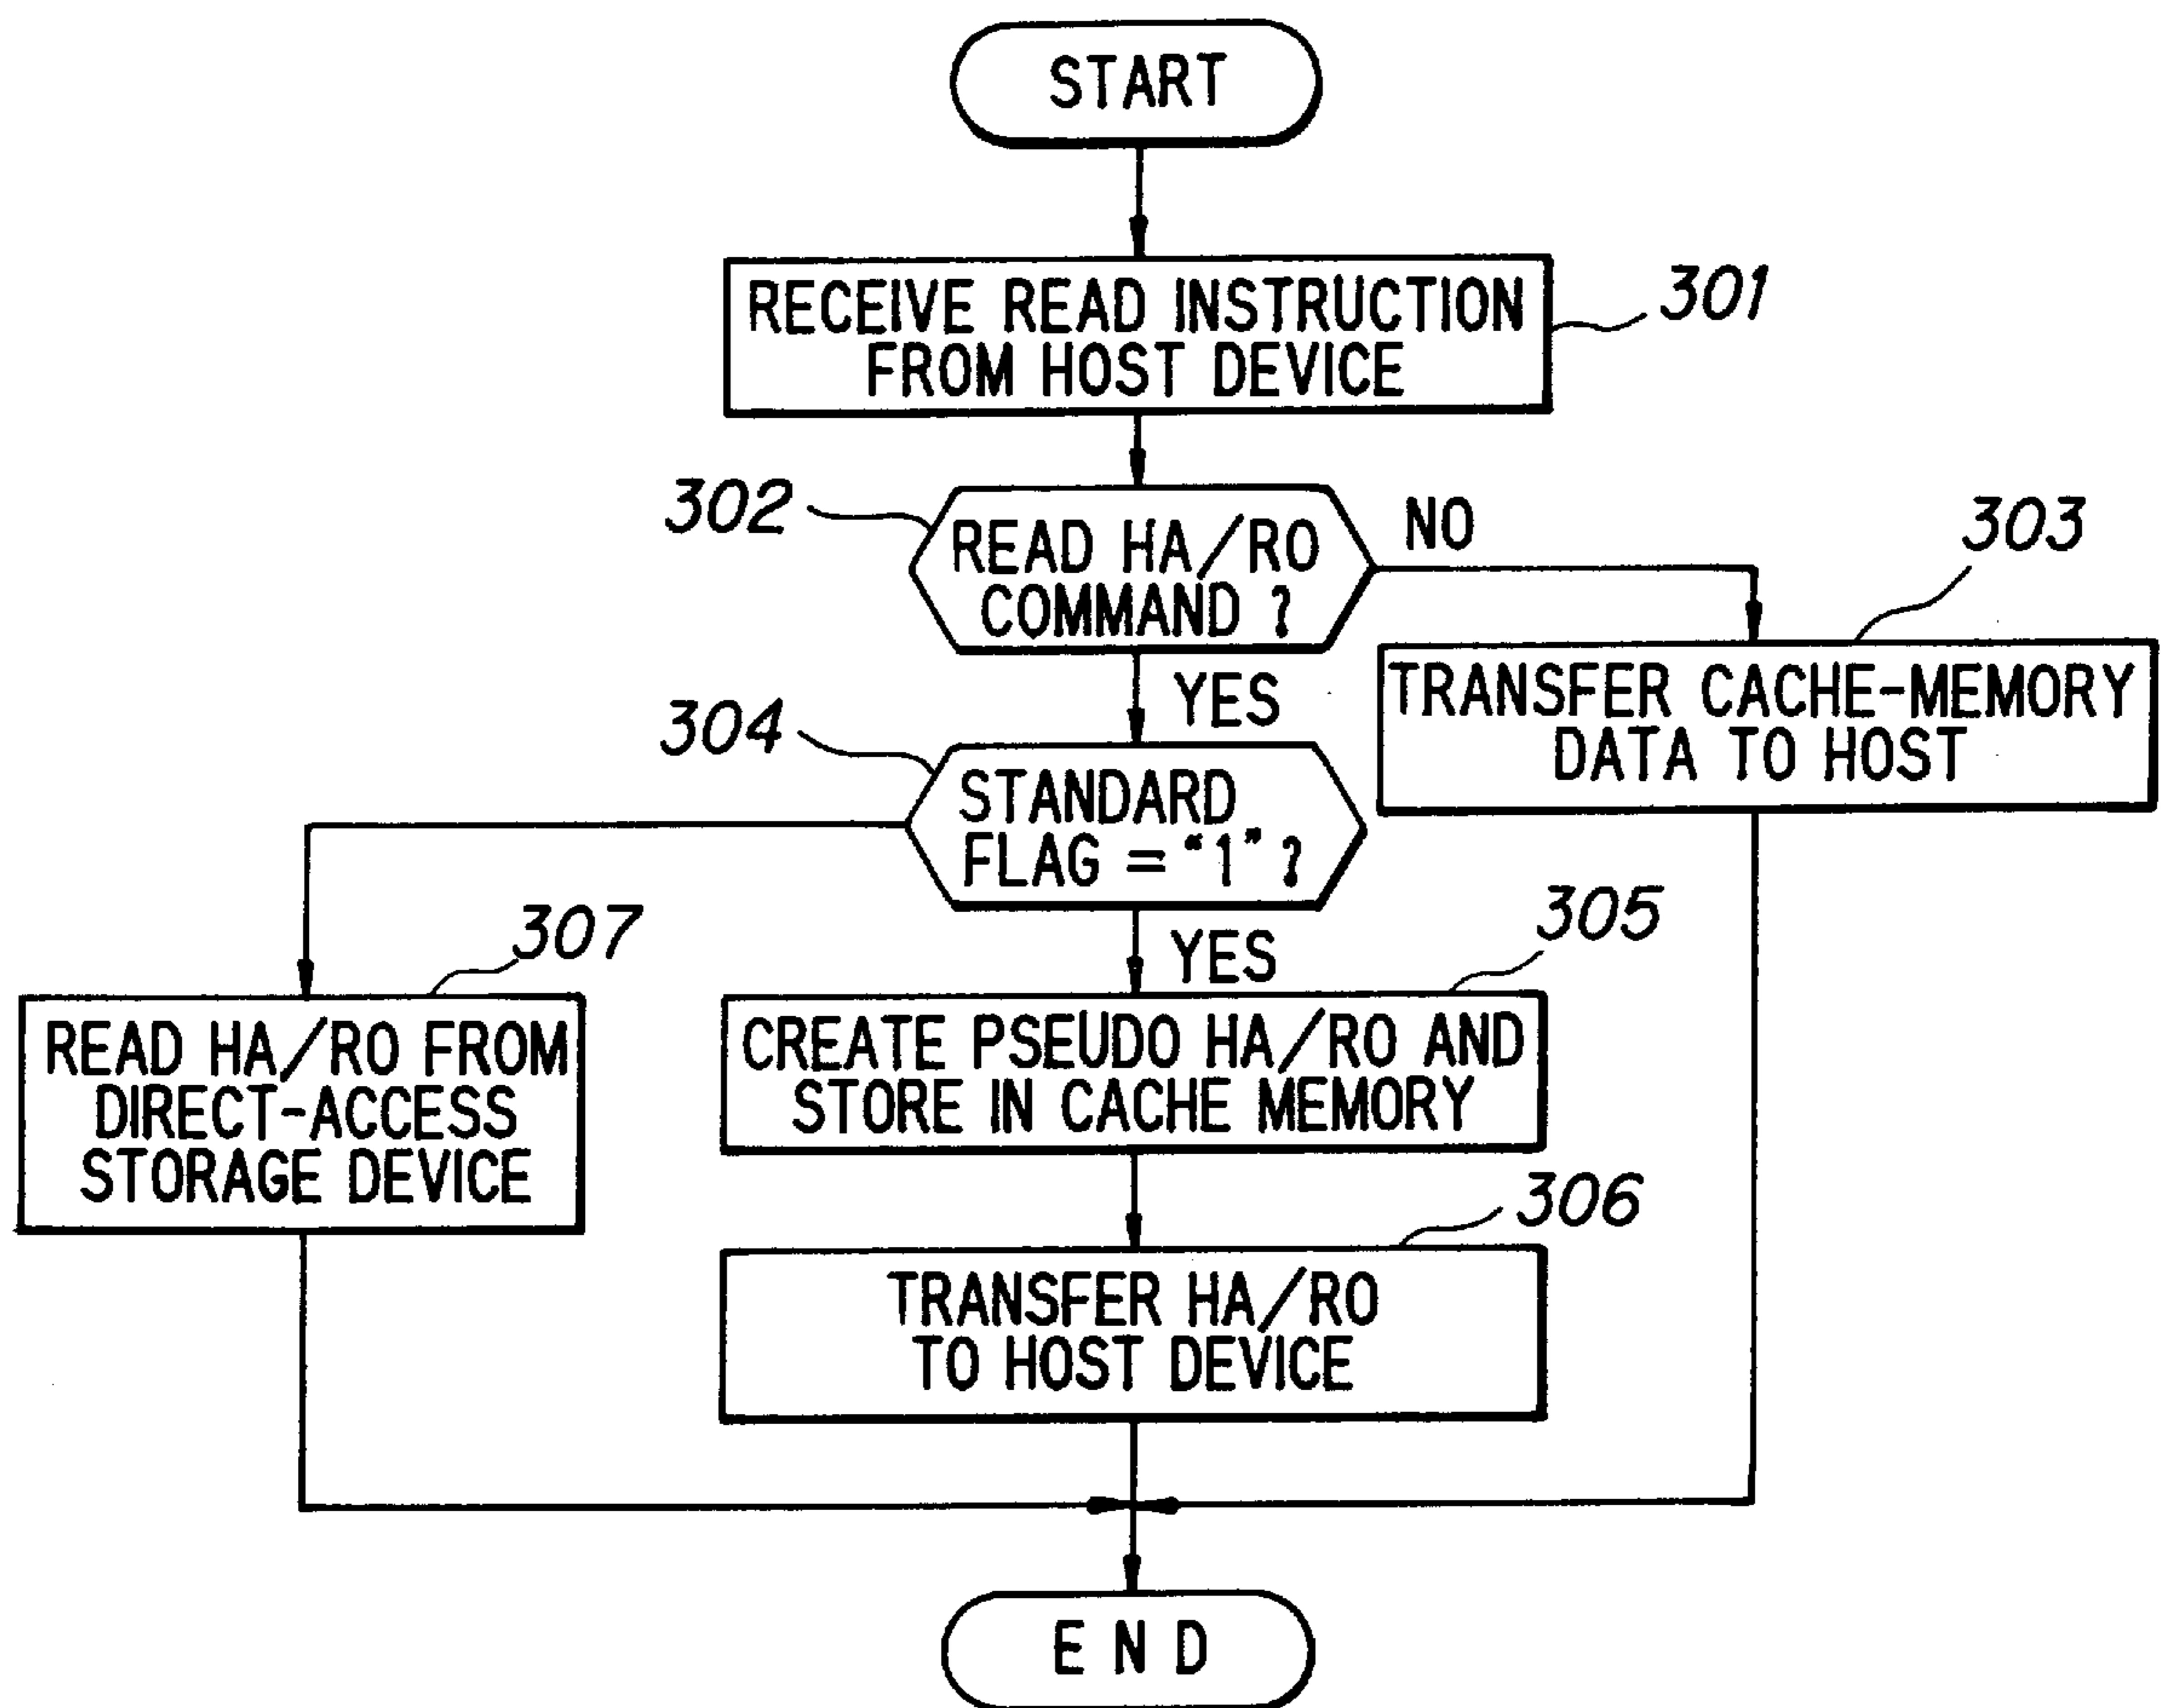 START
RECEIVE READ INSTRUCTION
FROM HOST DEVICE
301
302
READ HA/RO
COMMAND ?
NO
303
TRANSFER CACHE-MEMORY
DATA TO HOST
YES
304
STANDARD
FLAG = "1" ?
YES
305
307
READ HA/RO FROM
DIRECT-ACCESS
STORAGE DEVICE
CREATE PSEUDO HA/RO AND
STORE IN CACHE MEMORY
306
TRANSFER HA/RO
TO HOST DEVICE
END